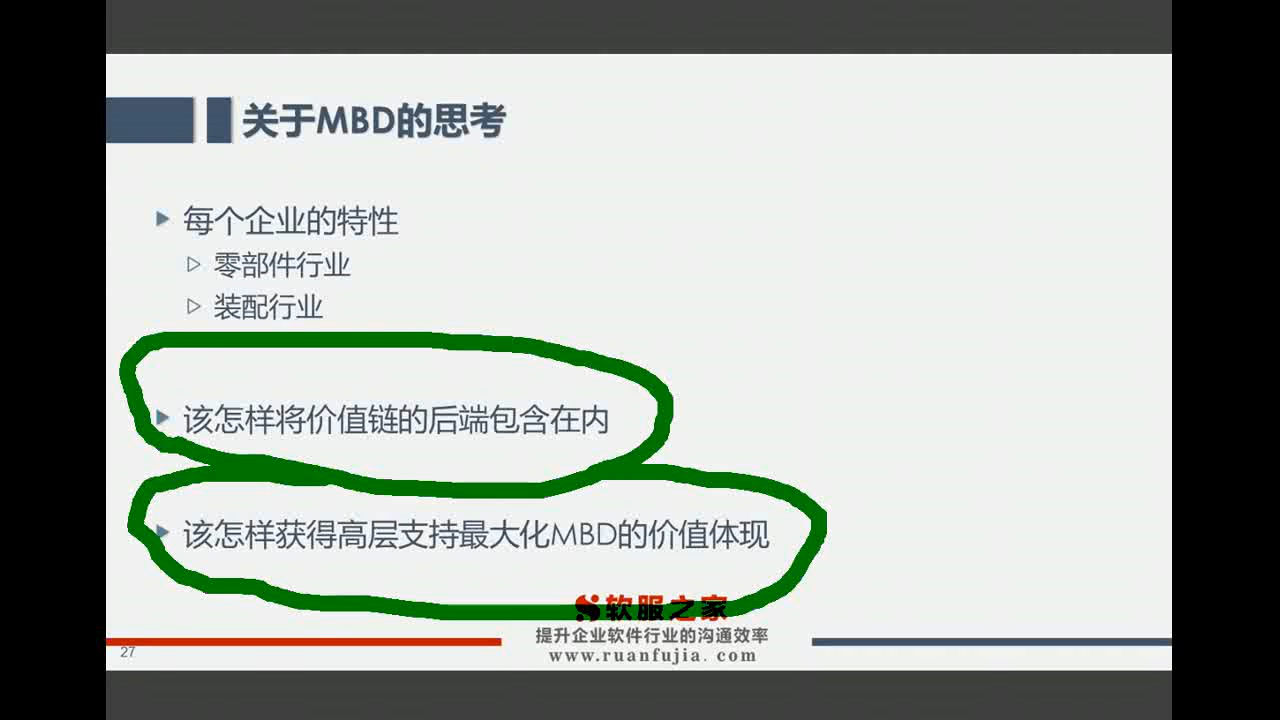 关于MBD的思考
每个企业的特性
零部件行业
装配行业
该怎样将价值链的后端包含在内
该怎样获得高层支持最大化MBD的价值体现
软服之家
提升企业软件行业的沟通效率
www.ruanfujia.com
27